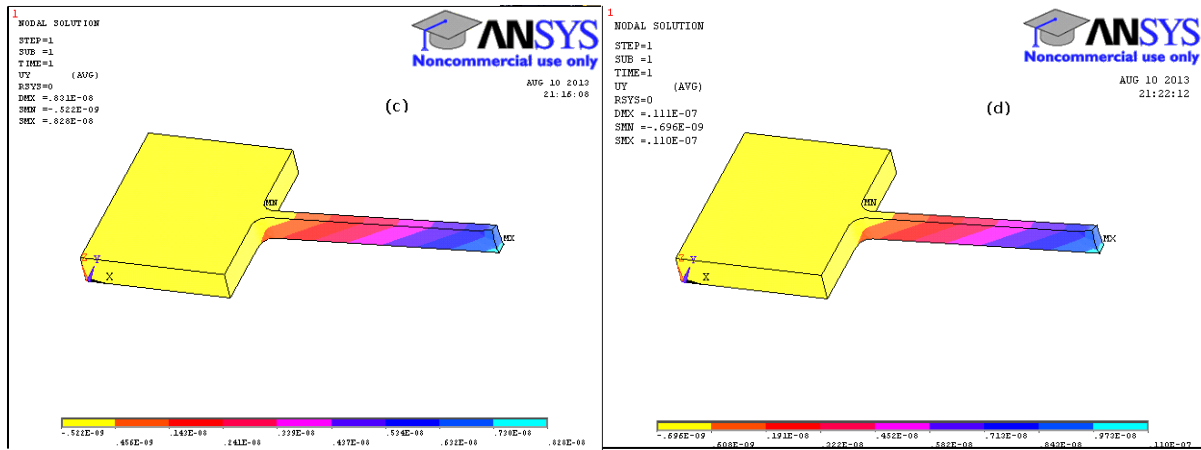 1
NODAL SOLUTION
STEP=1
SUB =1
TIME=1
UY (AVG)
RSYS=0
DMX =.831E-08
SMN =-.522E-09
SMX =.828E-08
ANSYS
Noncommercial use only
AUG 10 2013
21:16:08
(c)
MN
MX
Z
Y
X
-.522E-09
.456E-09
.143E-08
.241E-08
.339E-08
.437E-08
.534E-08
.632E-08
.730E-08
.828E-08
1
NODAL SOLUTION
STEP=1
SUB =1
TIME=1
UY (AVG)
RSYS=0
DMX =.111E-07
SMN =-.696E-09
SMX =.110E-07
ANSYS
Noncommercial use only
AUG 10 2013
21:22:12
(d)
MN
MX
Z
Y
X
-.696E-09
.608E-09
.191E-08
.322E-08
.452E-08
.582E-08
.713E-08
.843E-08
.973E-08
.110E-07